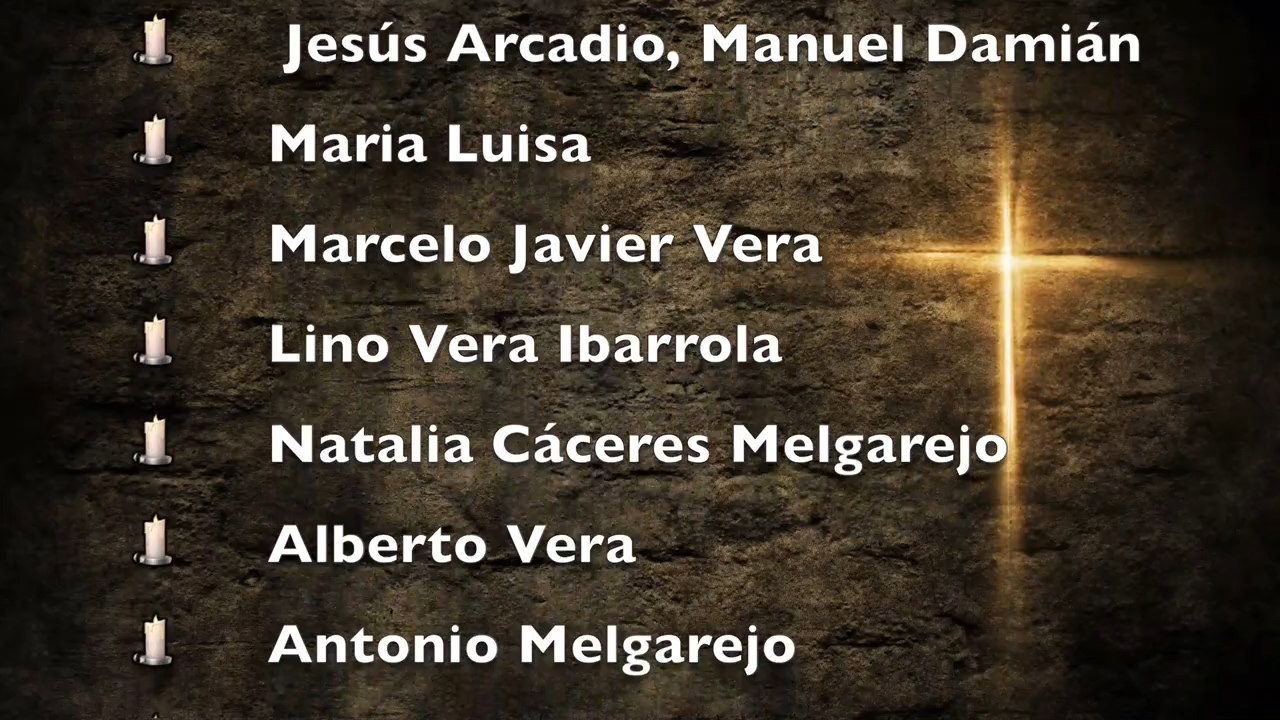 Jesús Arcadio, Manuel Damián
Maria Luisa
Marcelo Javier Vera
Lino Vera Ibarrola
Natalia Cáceres Melgarejo
Alberto Vera
Antonio Melgarejo